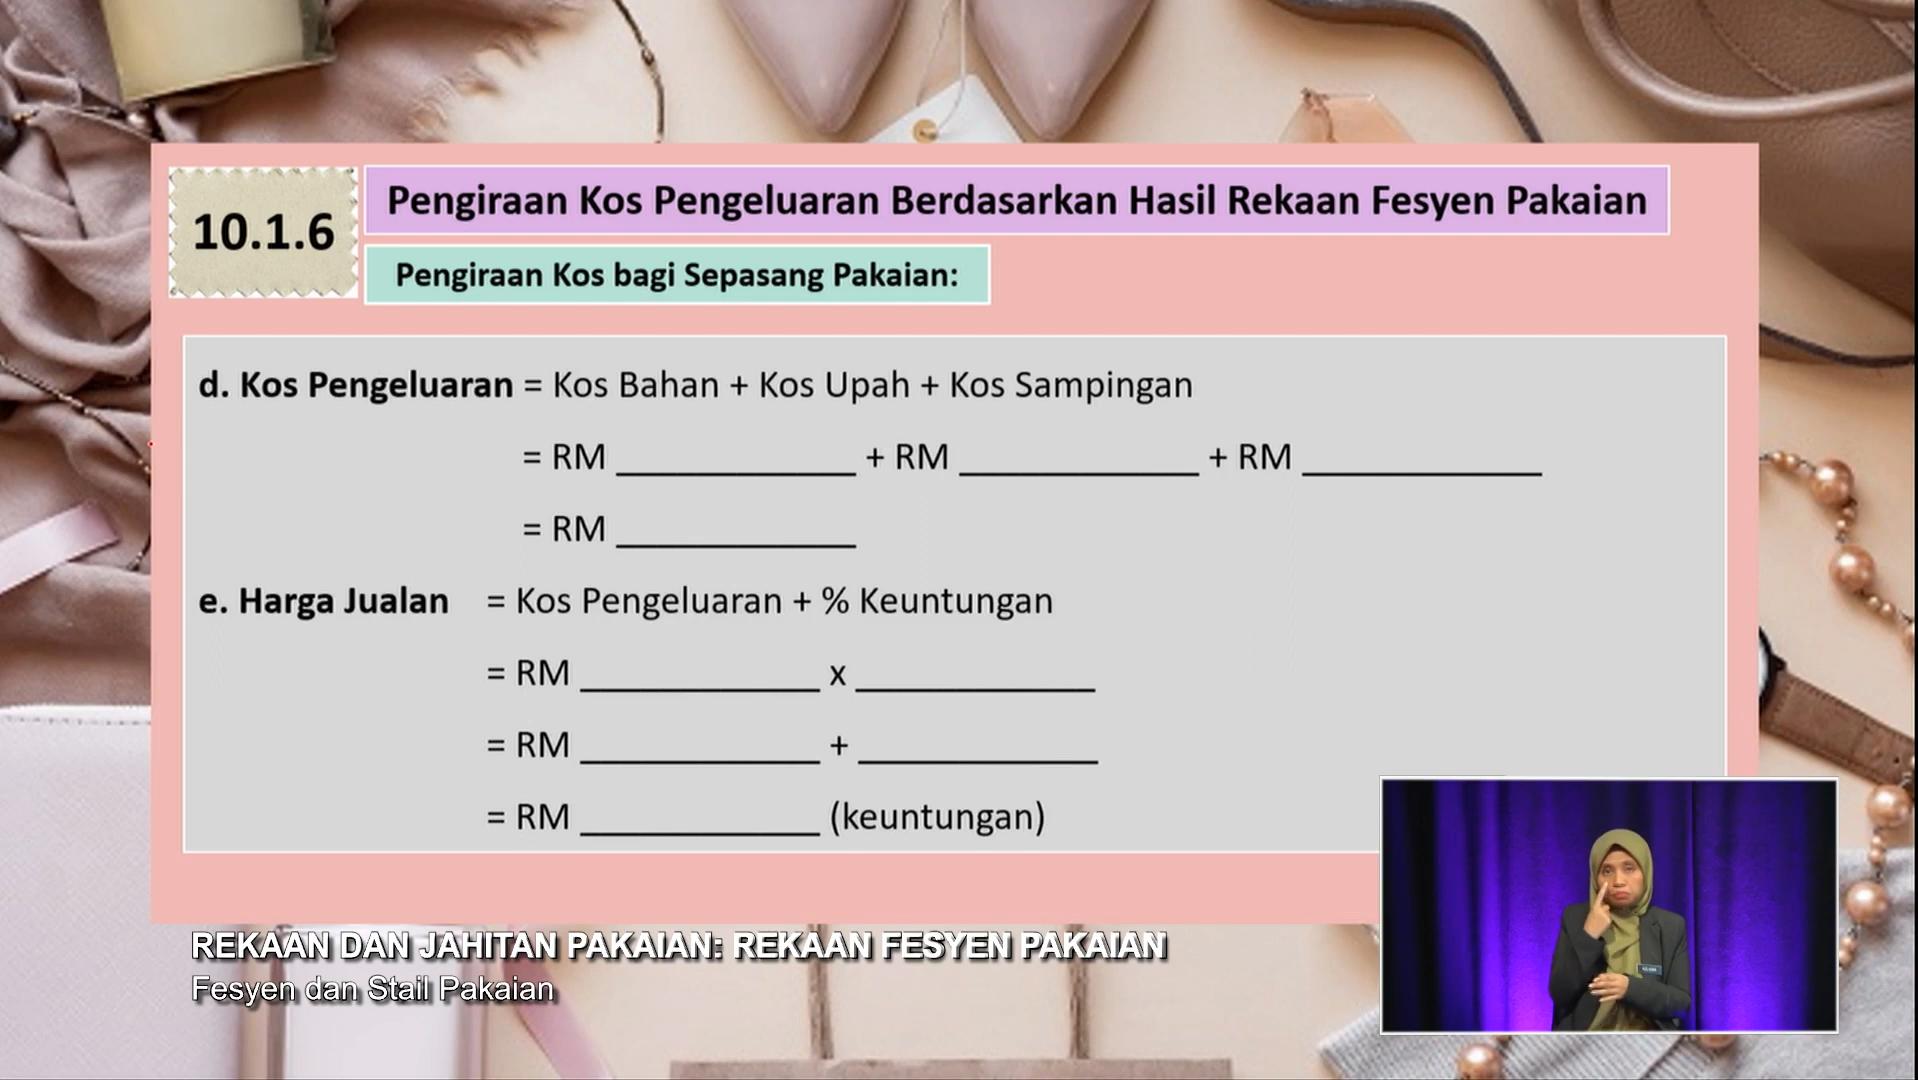 10.1.6
Pengiraan Kos Pengeluaran Berdasarkan Hasil Rekaan Fesyen Pakaian
Pengiraan Kos bagi Sepasang Pakaian:
d. Kos Pengeluaran = Kos Bahan + Kos Upah + Kos Sampingan
= RM ____________ + RM ____________ + RM ____________
= RM ____________
e. Harga Jualan = Kos Pengeluaran + % Keuntungan
= RM ____________ x ____________
= RM ____________ + ____________
= RM ____________ (keuntungan)
REKAAN DAN JAHITAN PAKAIAN: REKAAN FESYEN PAKAIAN
Fesyen dan Stail Pakaian